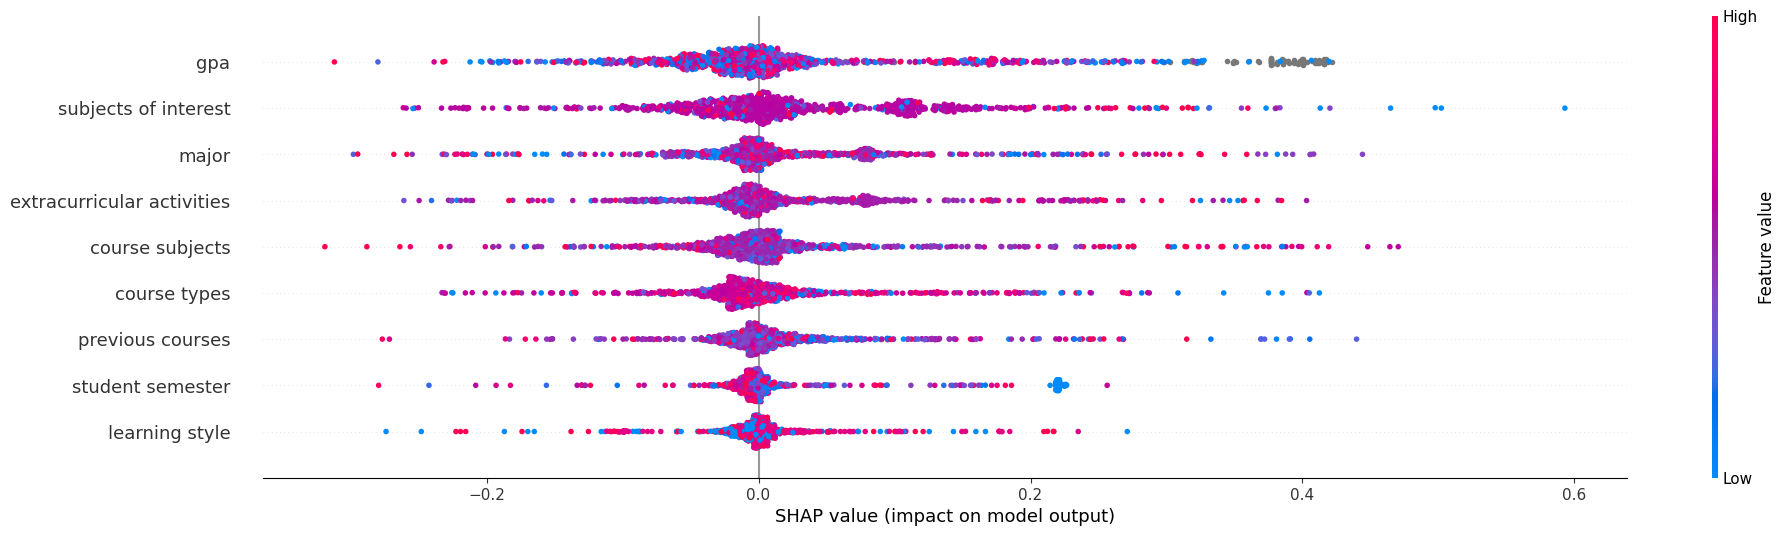 High
gpa
subjects of interest
major
extracurricular activities
course subjects
course types
previous courses
student semester
learning style
Feature value
Low
−0.2
0.0
0.2
0.4
0.6
SHAP value (impact on model output)